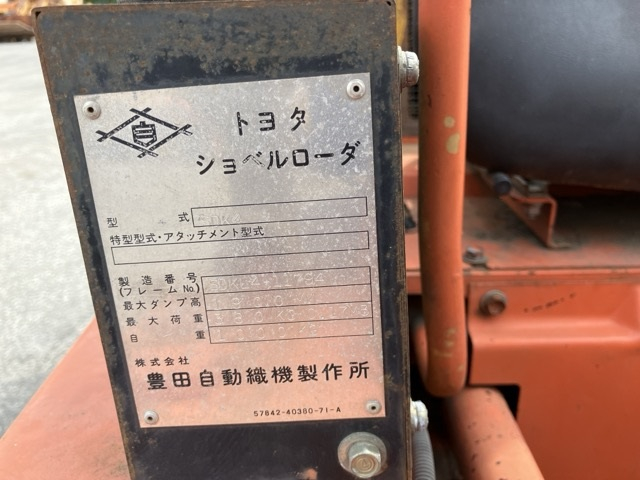 自
トヨタ
ショベルローダ
型 式
特型型式・アタッチメント型式
製造番号
(フレームNo.)
最大ダンプ高
最大荷重
自 重
株式会社
豊田自動織機製作所
57642-40380-71-A